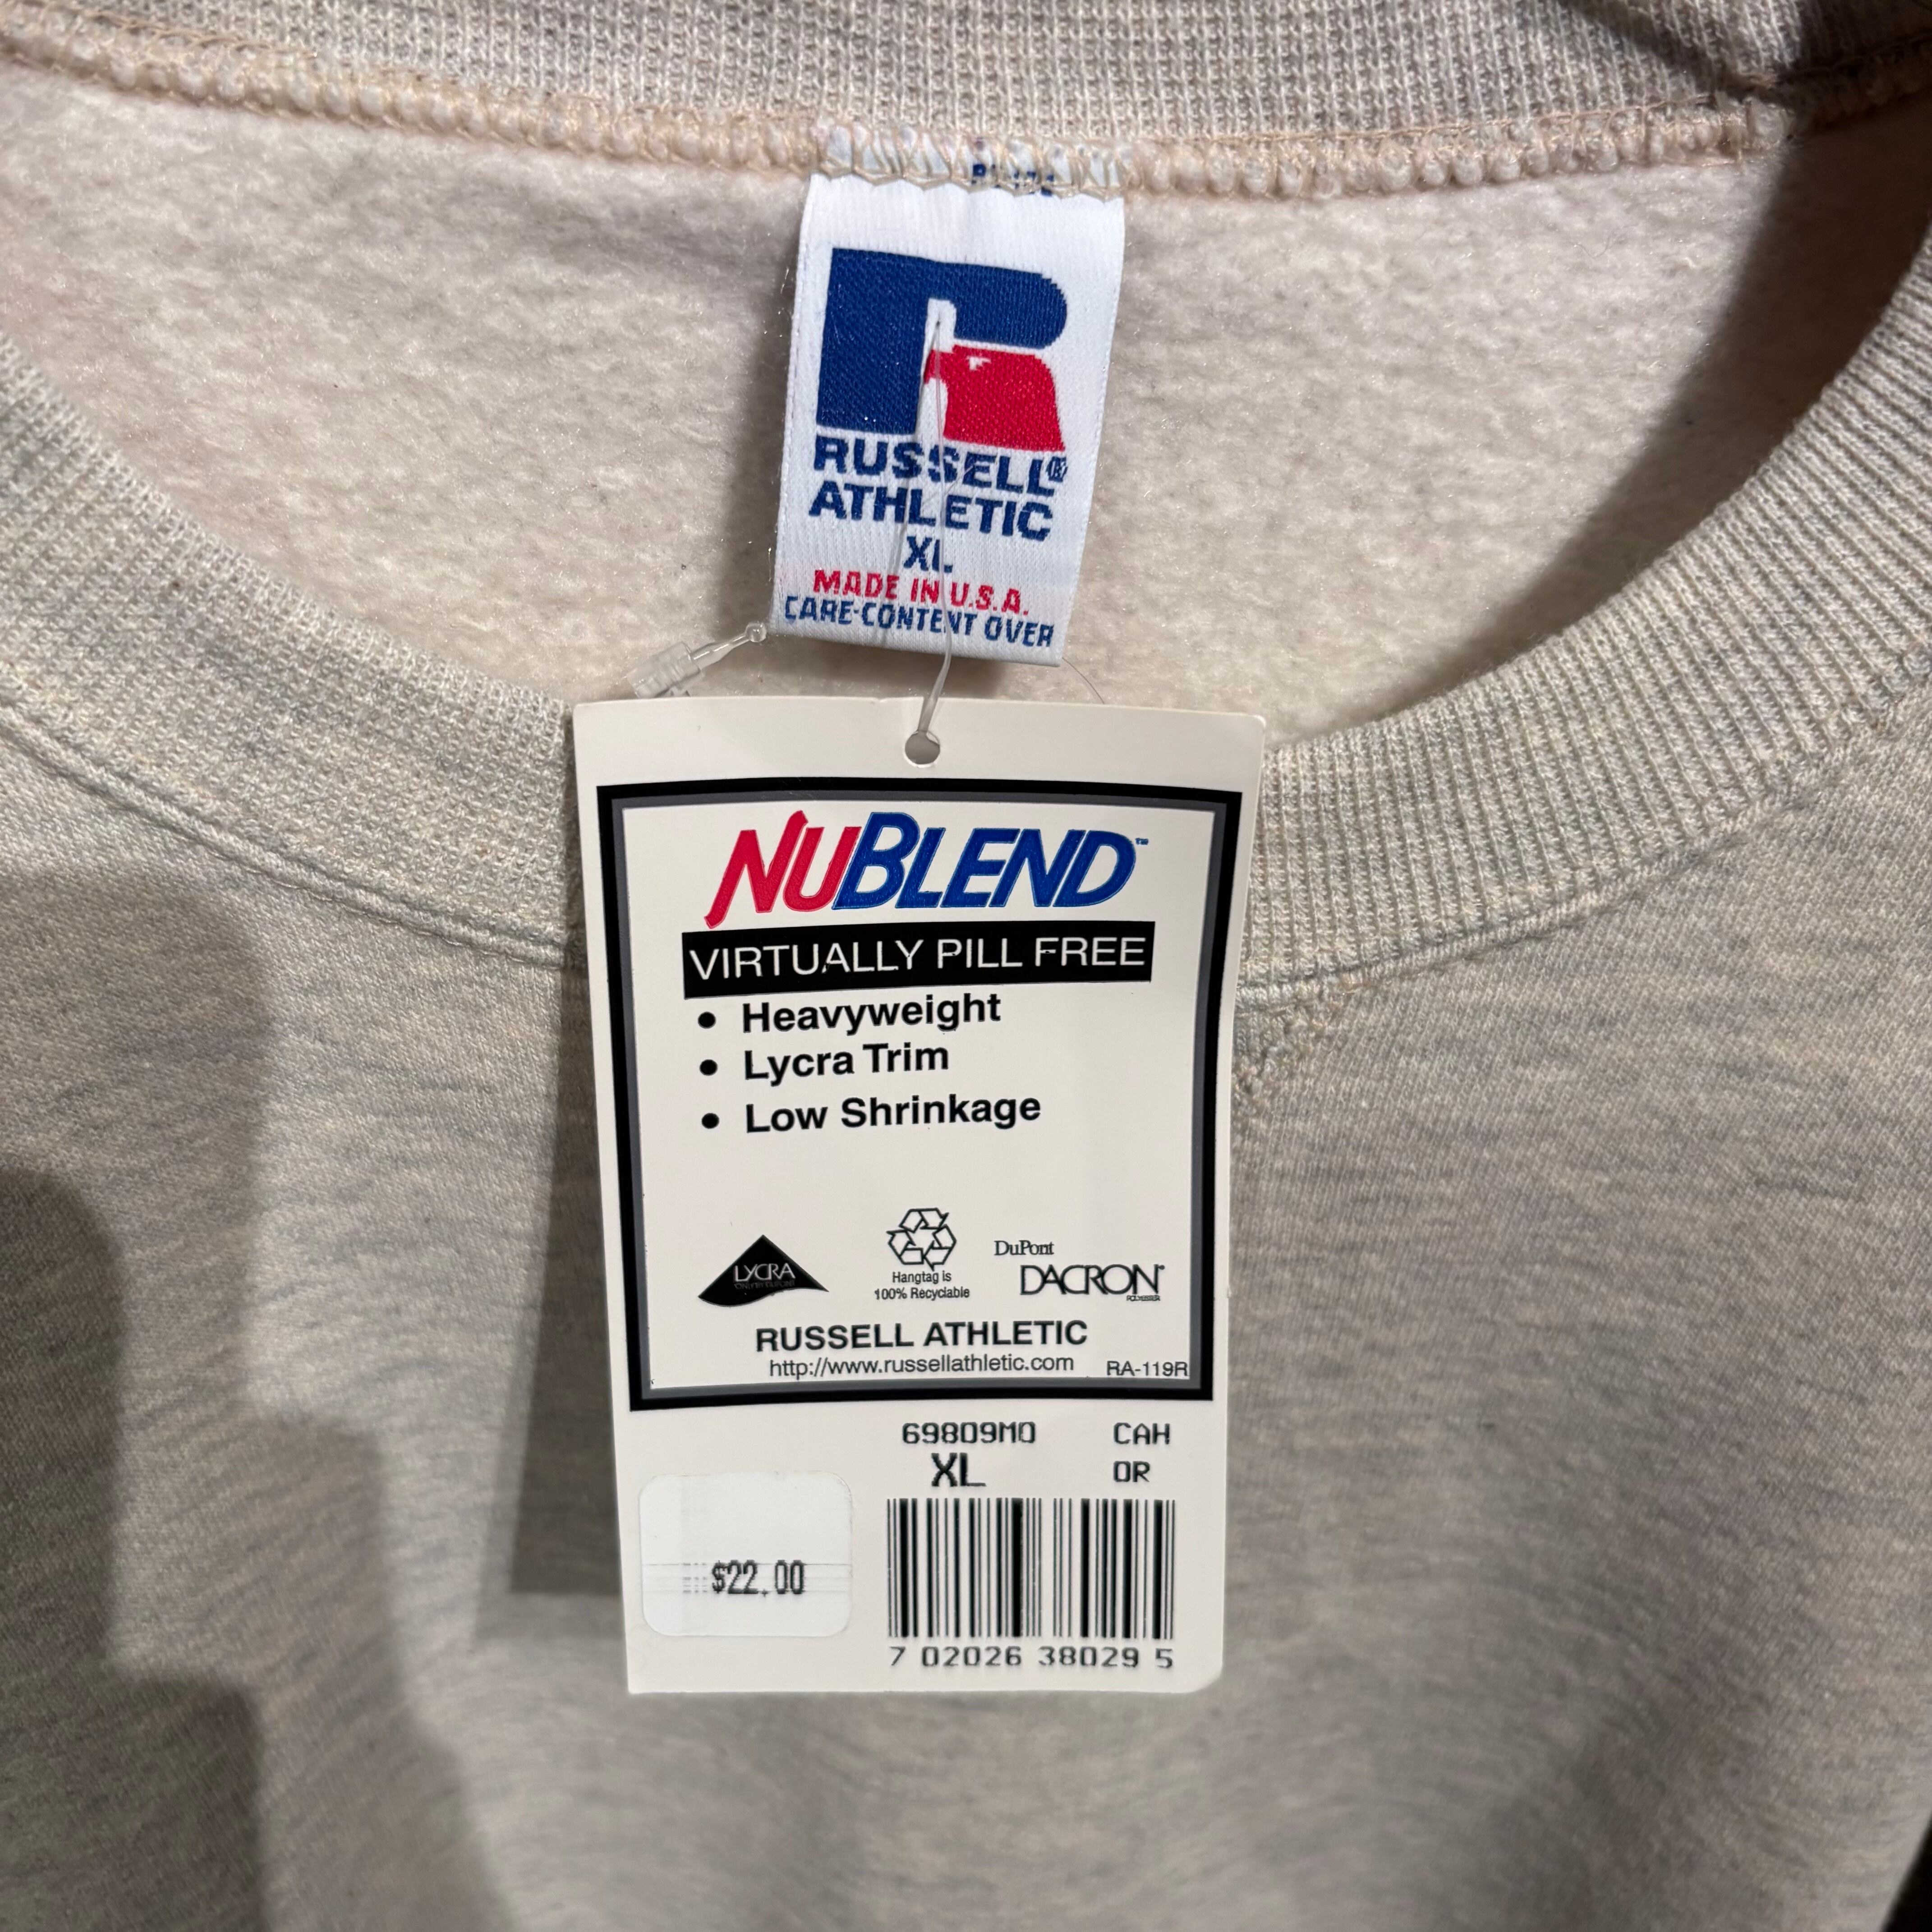 RUSSELL®
ATHLETIC
XL
MADE IN U.S.A.
CARE-CONTENT OVER
NUBLEND™
VIRTUALLY PILL FREE
• Heavyweight
• Lycra Trim
• Low Shrinkage
LYCRA
Hangtag is
100% Recyclable
DuPont
DACRON®
POLYESTER
RUSSELL ATHLETIC
http://www.russellathletic.com RA-119R
69809M0 CAH
XL OR
$22.00
7 02026 38029 5